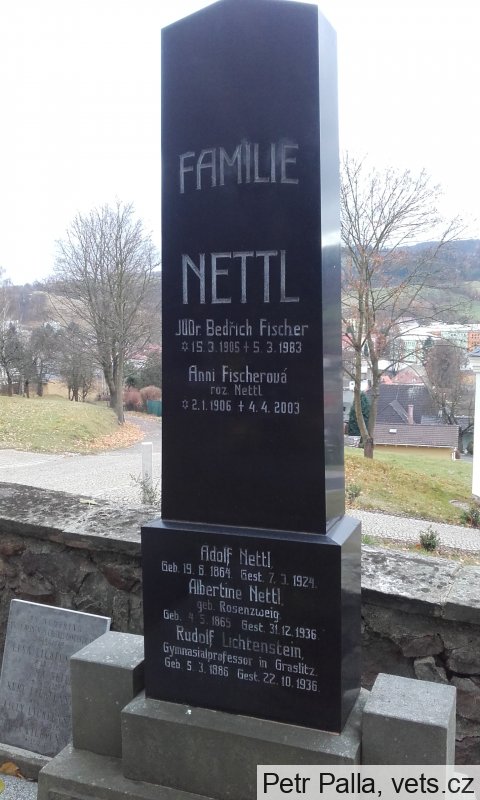 FAMILIE
NETTL
JUDr Bedřich Fischer
✡ 15.3.1905 + 5.3.1983
Anni Fischerová
roz. Nettl
✡ 2.1.1906 + 4.4.2003
Adolf Nettl,
Geb. 19. 6. 1864. Gest. 7. 3. 1924.
Albertine Nettl,
geb. Rosenzweig
Geb. 4. 5. 1865 Gest. 31. 12. 1936
Rudolf Lichtenstein,
Gymnasialprofessor in Graslitz.
Geb. 5. 3. 1886 Gest. 22. 10. 1936
Petr Palla, vets.cz